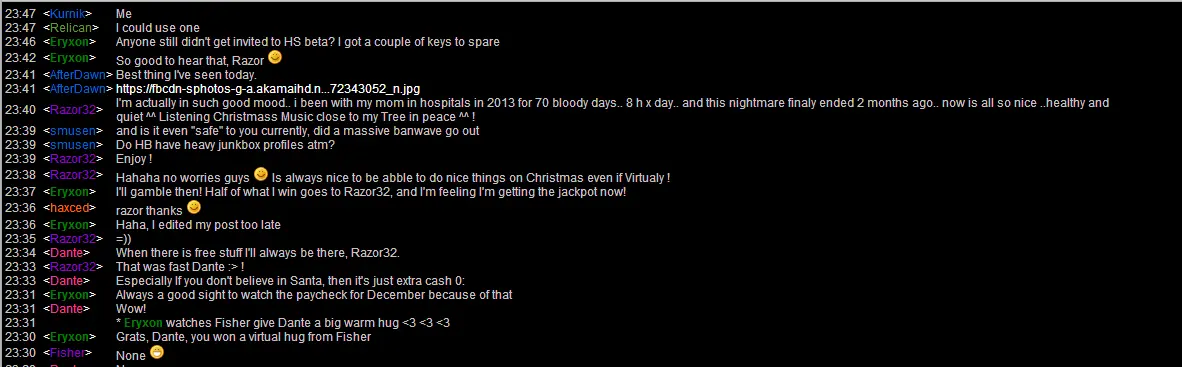 23:47 <Kurnik> Me
23:47 <Relican> I could use one
23:46 <Eryxon> Anyone still didn't get invited to HS beta? I got a couple of keys to spare
23:42 <Eryxon> So good to hear that, Razor
23:41 <AfterDawn> Best thing I've seen today.
23:41 <AfterDawn> https://fbcdn-sphotos-g-a.akamaihd.n...72343052_n.jpg
23:40 <Razor32> I'm actually in such good mood.. i been with my mom in hospitals in 2013 for 70 bloody days.. 8 h x day.. and this nightmare finaly ended 2 months ago.. now is all so nice ..healthy and
quiet ^^ Listening Christmass Music close to my Tree in peace ^^ !
23:39 <smusen> and is it even "safe" to you currently, did a massive banwave go out
23:39 <smusen> Do HB have heavy junkbox profiles atm?
23:39 <Razor32> Enjoy !
23:38 <Razor32> Hahaha no worries guys Is always nice to be abble to do nice things on Christmas even if Virtualy !
23:37 <Eryxon> I'll gamble then! Half of what I win goes to Razor32, and I'm feeling I'm getting the jackpot now!
23:36 <haxced> razor thanks
23:36 <Eryxon> Haha, I edited my post too late
23:35 <Razor32> =))
23:34 <Dante> When there is free stuff I'll always be there, Razor32.
23:33 <Razor32> That was fast Dante :> !
23:33 <Dante> Especially If you don't believe in Santa, then it's just extra cash 0:
23:31 <Eryxon> Always a good sight to watch the paycheck for December because of that
23:31 <Dante> Wow!
23:31 * Eryxon watches Fisher give Dante a big warm hug <3 <3 <3
23:30 <Eryxon> Grats, Dante, you won a virtual hug from Fisher
23:30 <Fisher> None